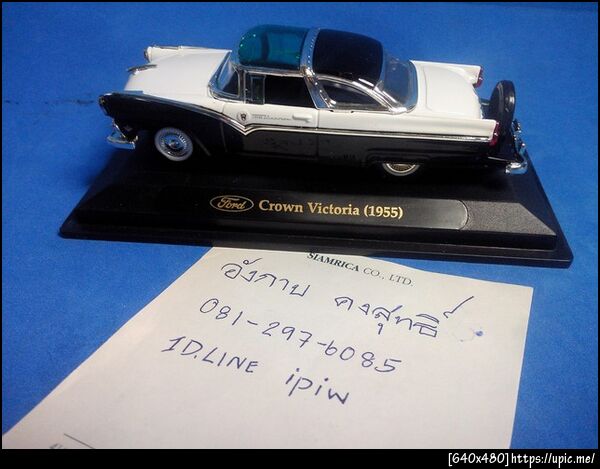 Ford Crown Victoria (1955)
SIAMRICA CO., LTD.
อังกาบ คงสุทธิ์
081-297-6085
ID.LINE ipiw
[640x480]https://upic.me/